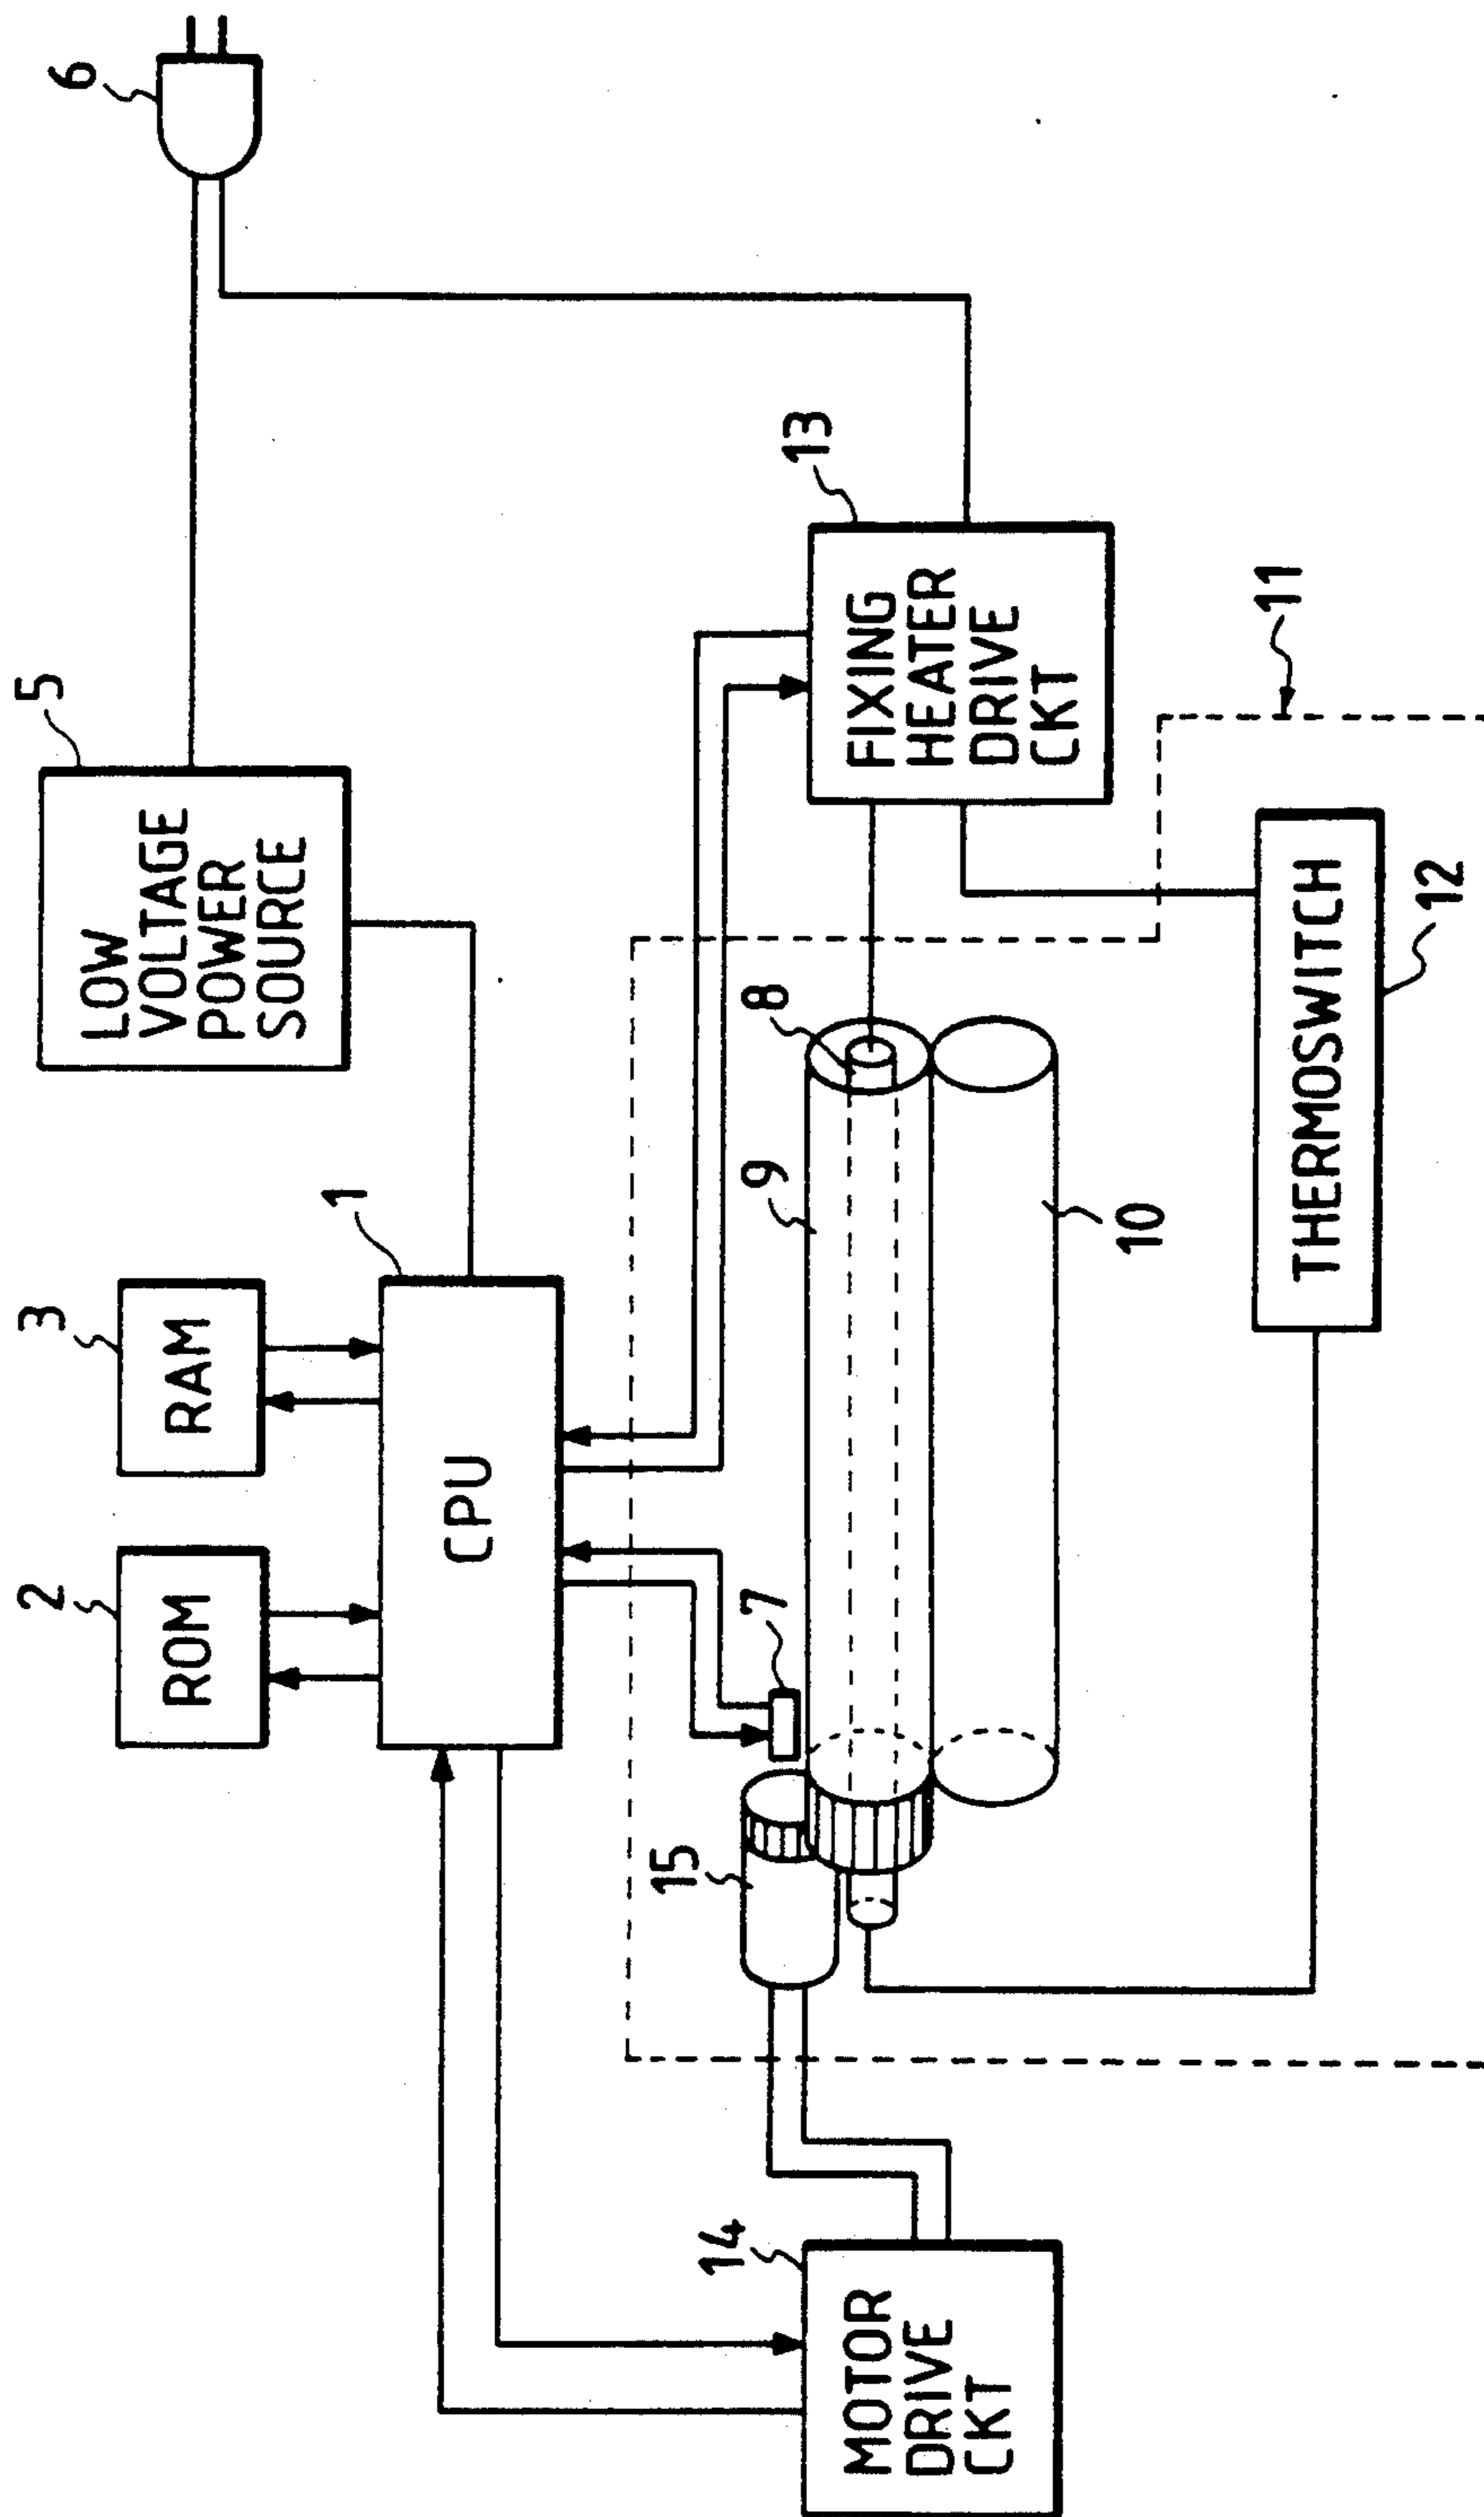 2
ROM
3
RAM
5
LOW
VOLTAGE
POWER
SOURCE
6
1
CPU
14
MOTOR
DRIVE
CKT
15
7
9
8
10
13
FIXING
HEATER
DRIVE
CKT
11
THERMOSWITCH
12